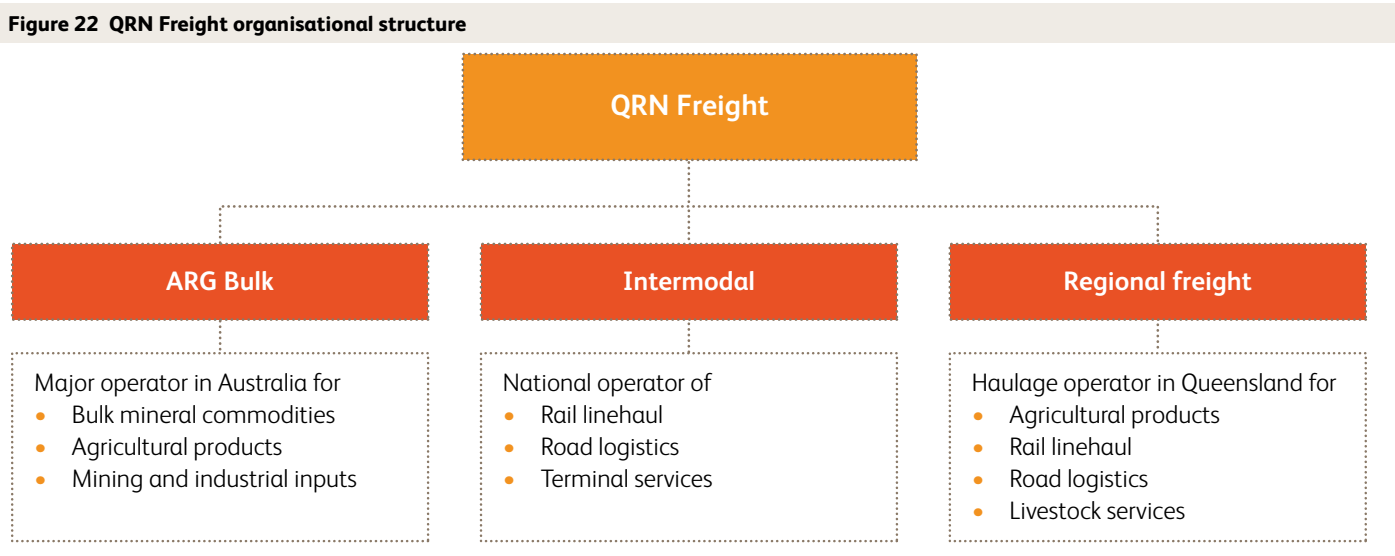 Figure 22 QRN Freight organisational structure
QRN Freight
ARG Bulk
Intermodal
Regional freight
Major operator in Australia for
• Bulk mineral commodities
• Agricultural products
• Mining and industrial inputs
National operator of
• Rail linehaul
• Road logistics
• Terminal services
Haulage operator in Queensland for
• Agricultural products
• Rail linehaul
• Road logistics
• Livestock services